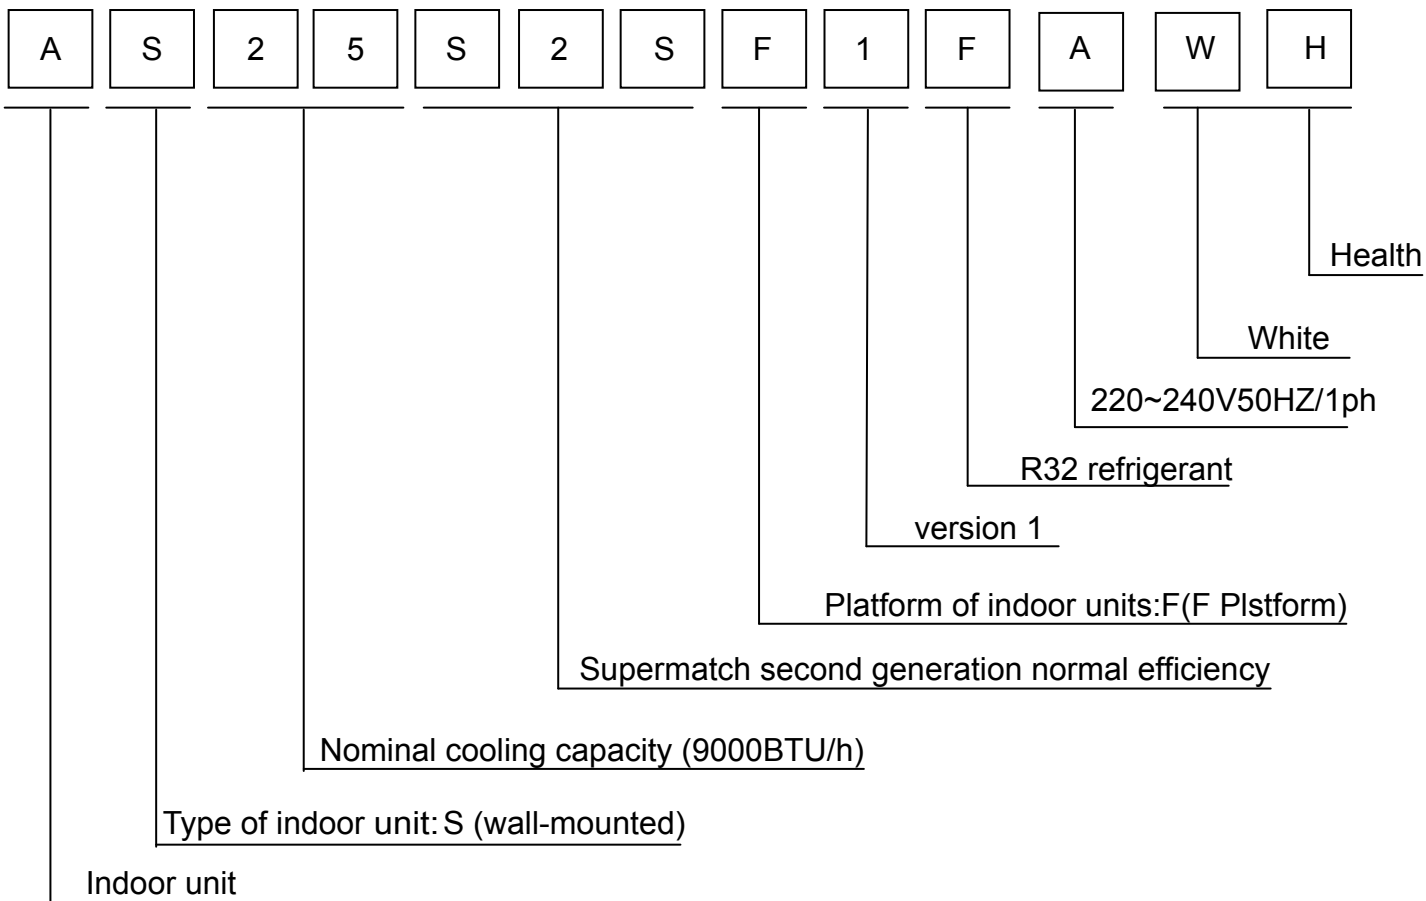 A S 2 5 S 2 S F 1 F A W H
Health
White
220~240V50HZ/1ph
R32 refrigerant
version 1
Platform of indoor units:F(F Plstform)
Supermatch second generation normal efficiency
Nominal cooling capacity (9000BTU/h)
Type of indoor unit: S (wall-mounted)
Indoor unit